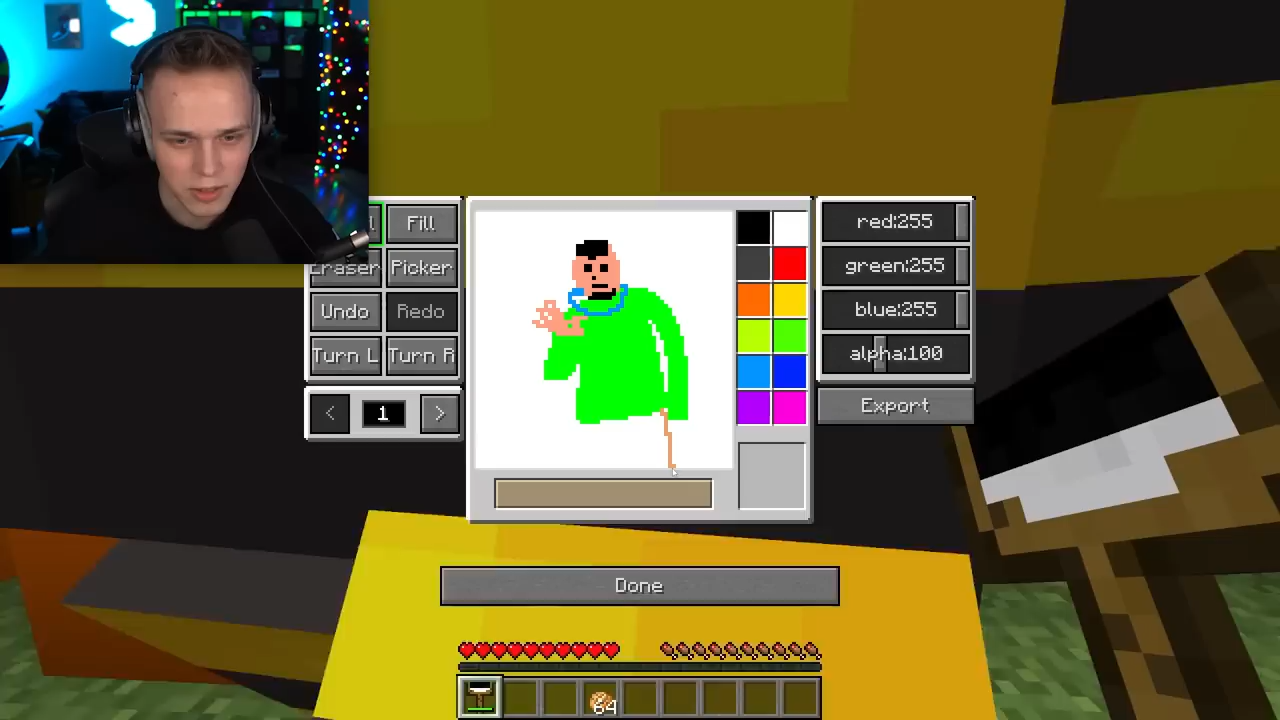 Fill
red:255
Eraser
Picker
green:255
Undo
Redo
blue:255
Turn L
Turn R
alpha:100
<
1
>
Export
Done
64